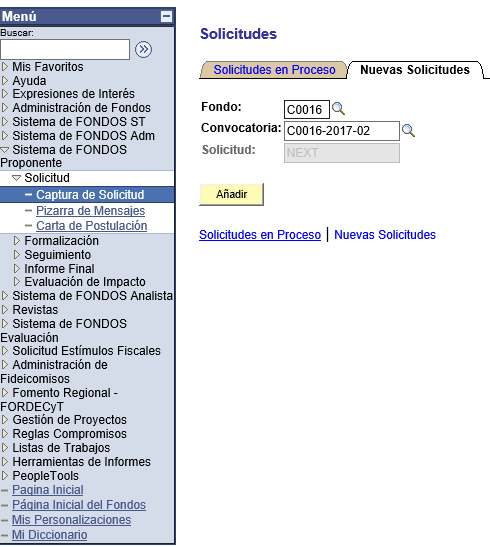 Menú
Buscar:
Mis Favoritos
Ayuda
Expresiones de Interés
Administración de Fondos
Sistema de FONDOS ST
Sistema de FONDOS Adm
Sistema de FONDOS
Proponente
Solicitud
Captura de Solicitud
Pizarra de Mensajes
Carta de Postulación
Formalización
Seguimiento
Informe Final
Evaluación de Impacto
Sistema de FONDOS Analista
Revistas
Sistema de FONDOS
Evaluación
Solicitud Estímulos Fiscales
Administración de
Fideicomisos
Fomento Regional -
FORDECyT
Gestión de Proyectos
Reglas Compromisos
Listas de Trabajos
Herramientas de Informes
PeopleTools
Pagina Inicial
Página Inicial del Fondos
Mis Personalizaciones
Mi Diccionario
Solicitudes
Solicitudes en Proceso Nuevas Solicitudes
Fondo: C0016
Convocatoria: C0016-2017-02
Solicitud: NEXT
Añadir
Solicitudes en Proceso | Nuevas Solicitudes